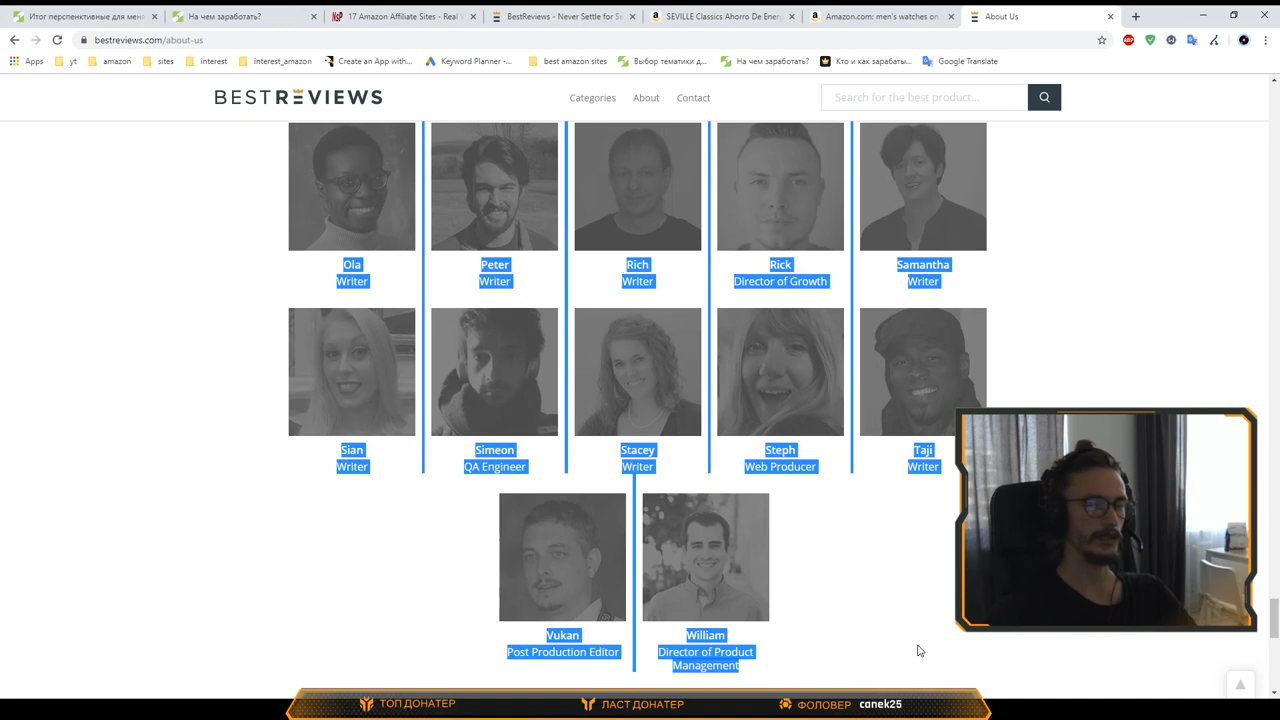 Итог перспенктивные для меня
На чем заработать?
17 Amazon Affiliate Sites - Real W
BestReviews - Never Settle for Se
SEVILLE Classics Ahorro De Energ
Amazon.com: men's watches on
About Us
bestreviews.com/about-us
Apps
yt
amazon
sites
interest
interest_amazon
Create an App with...
Keyword Planner -...
best amazon sites
Выбор тематики д...
На чем заработать?
Кто и как зарабаты...
Google Translate
BESTREVIEWS
Categories
About
Contact
Search for the best product...
Ola
Writer
Peter
Writer
Rich
Writer
Rick
Director of Growth
Samantha
Writer
Sian
Writer
Simeon
QA Engineer
Stacey
Writer
Steph
Web Producer
Taji
Writer
Vukan
Post Production Editor
William
Director of Product
Management
ТОП ДОНАТЕР
ЛАСТ ДОНАТЕР
ФОЛОВЕР canek25